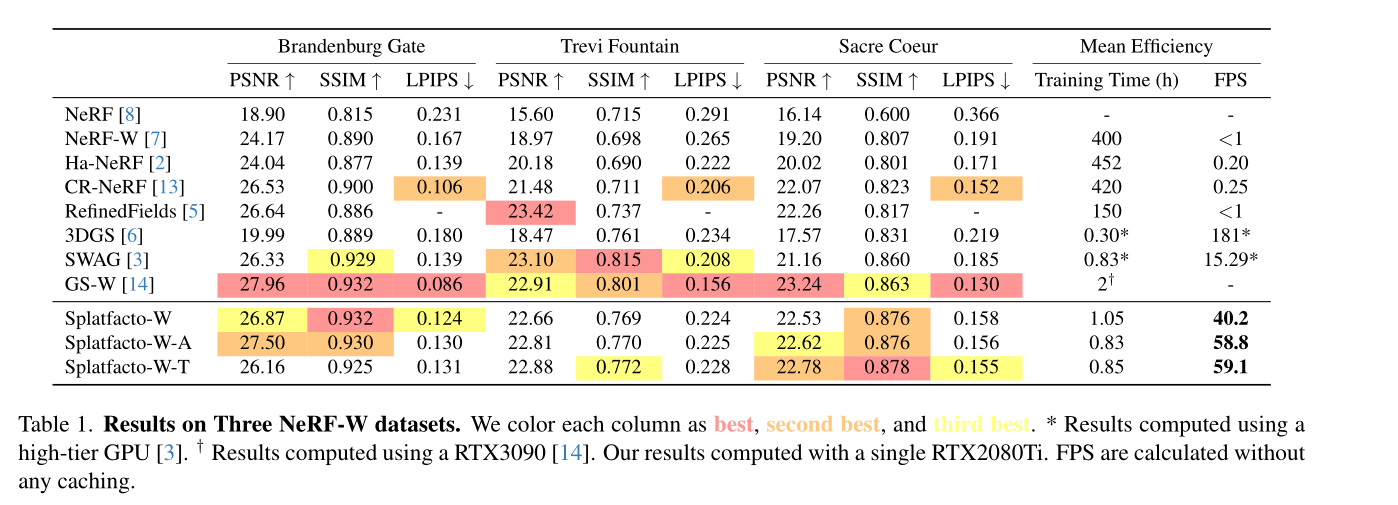 Brandenburg Gate Trevi Fountain Sacre Coeur Mean Efficiency
PSNR ↑ SSIM ↑ LPIPS ↓ PSNR ↑ SSIM ↑ LPIPS ↓ PSNR ↑ SSIM ↑ LPIPS ↓ Training Time (h) FPS
NeRF [8] 18.90 0.815 0.231 15.60 0.715 0.291 16.14 0.600 0.366 - -
NeRF-W [7] 24.17 0.890 0.167 18.97 0.698 0.265 19.20 0.807 0.191 400 <1
Ha-NeRF [2] 24.04 0.877 0.139 20.18 0.690 0.222 20.02 0.801 0.171 452 0.20
CR-NeRF [13] 26.53 0.900 0.106 21.48 0.711 0.206 22.07 0.823 0.152 420 0.25
RefinedFields [5] 26.64 0.886 - 23.42 0.737 - 22.26 0.817 - 150 <1
3DGS [6] 19.99 0.889 0.180 18.47 0.761 0.234 17.57 0.831 0.219 0.30* 181*
SWAG [3] 26.33 0.929 0.139 23.10 0.815 0.208 21.16 0.860 0.185 0.83* 15.29*
GS-W [14] 27.96 0.932 0.086 22.91 0.801 0.156 23.24 0.863 0.130 2† -
Splatfacto-W 26.87 0.932 0.124 22.66 0.769 0.224 22.53 0.876 0.158 1.05 40.2
Splatfacto-W-A 27.50 0.930 0.130 22.81 0.770 0.225 22.62 0.876 0.156 0.83 58.8
Splatfacto-W-T 26.16 0.925 0.131 22.88 0.772 0.228 22.78 0.878 0.155 0.85 59.1
Table 1. Results on Three NeRF-W datasets. We color each column as best, second best, and third best. * Results computed using a
high-tier GPU [3]. † Results computed using a RTX3090 [14]. Our results computed with a single RTX2080Ti. FPS are calculated without
any caching.